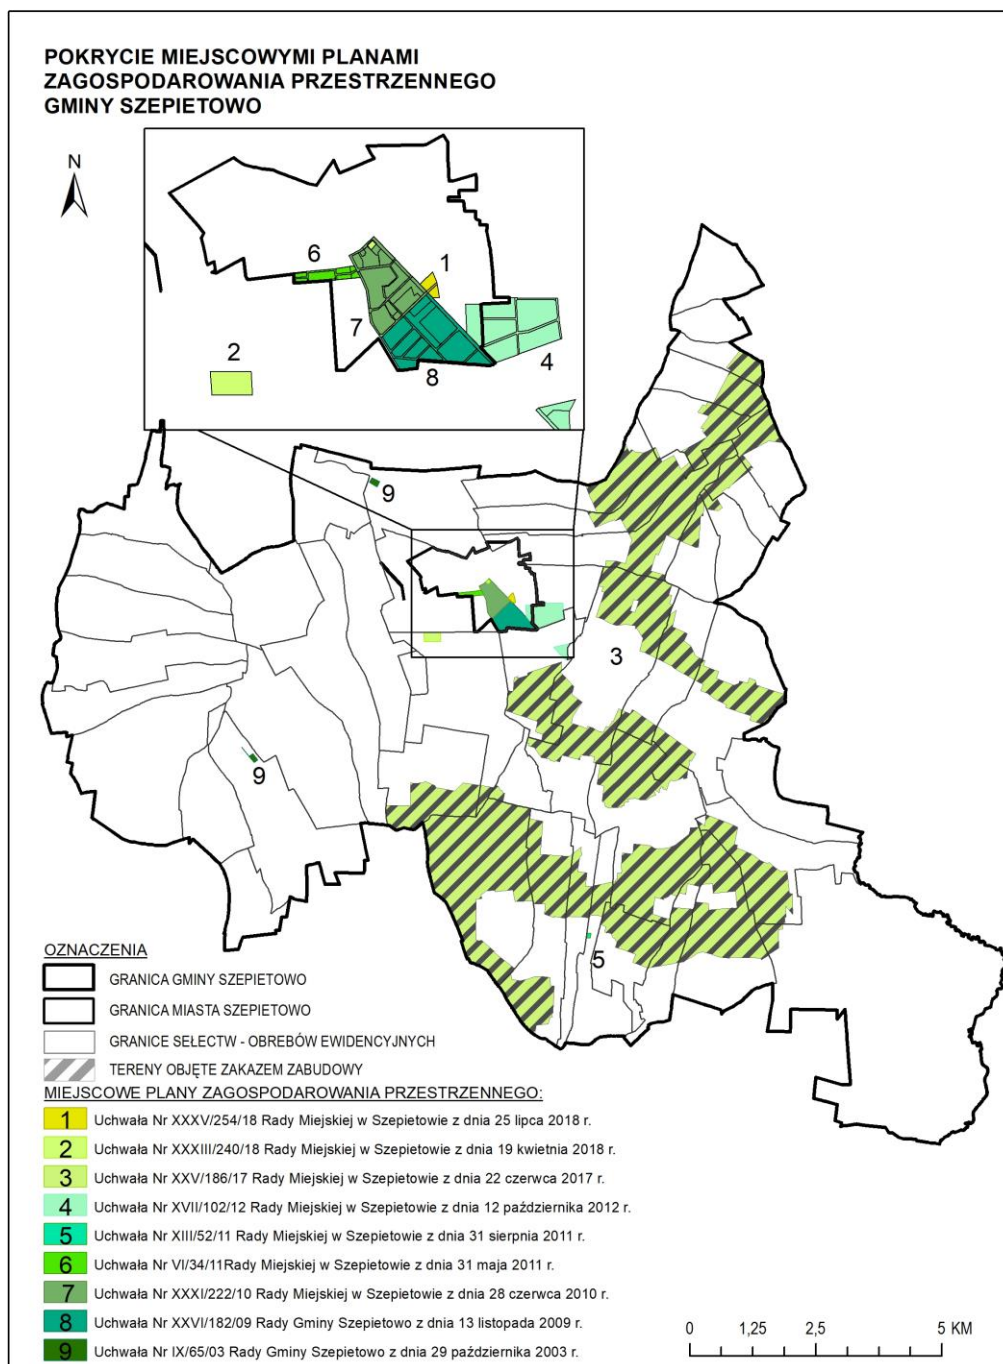 POKRYCIE MIEJSCOWYMI PLANAMI
ZAGOSPODAROWANIA PRZESTRZENNEGO
GMINY SZEPIETOWO
N
6
1
7
2
8
4
9
3
9
5
OZNACZENIA
GRANICA GMINY SZEPIETOWO
GRANICA MIASTA SZEPIETOWO
GRANICE SEŁECTW - OBRĘBÓW EWIDENCYJNYCH
TERENY OBJĘTE ZAKAZEM ZABUDOWY
MIEJSCOWE PLANY ZAGOSPODAROWANIA PRZESTRZENNEGO:
1 Uchwała Nr XXXV/254/18 Rady Miejskiej w Szepietowie z dnia 25 lipca 2018 r.
2 Uchwała Nr XXXIII/240/18 Rady Miejskiej w Szepietowie z dnia 19 kwietnia 2018 r.
3 Uchwała Nr XXV/186/17 Rady Miejskiej w Szepietowie z dnia 22 czerwca 2017 r.
4 Uchwała Nr XVII/102/12 Rady Miejskiej w Szepietowie z dnia 12 października 2012 r.
5 Uchwała Nr XIII/52/11 Rady Miejskiej w Szepietowie z dnia 31 sierpnia 2011 r.
6 Uchwała Nr VI/34/11Rady Miejskiej w Szepietowie z dnia 31 maja 2011 r.
7 Uchwała Nr XXXI/222/10 Rady Miejskiej w Szepietowie z dnia 28 czerwca 2010 r.
8 Uchwała Nr XXVI/182/09 Rady Gminy Szepietowo z dnia 13 listopada 2009 r.
9 Uchwała Nr IX/65/03 Rady Gminy Szepietowo z dnia 29 października 2003 r.
0 1,25 2,5 5 KM